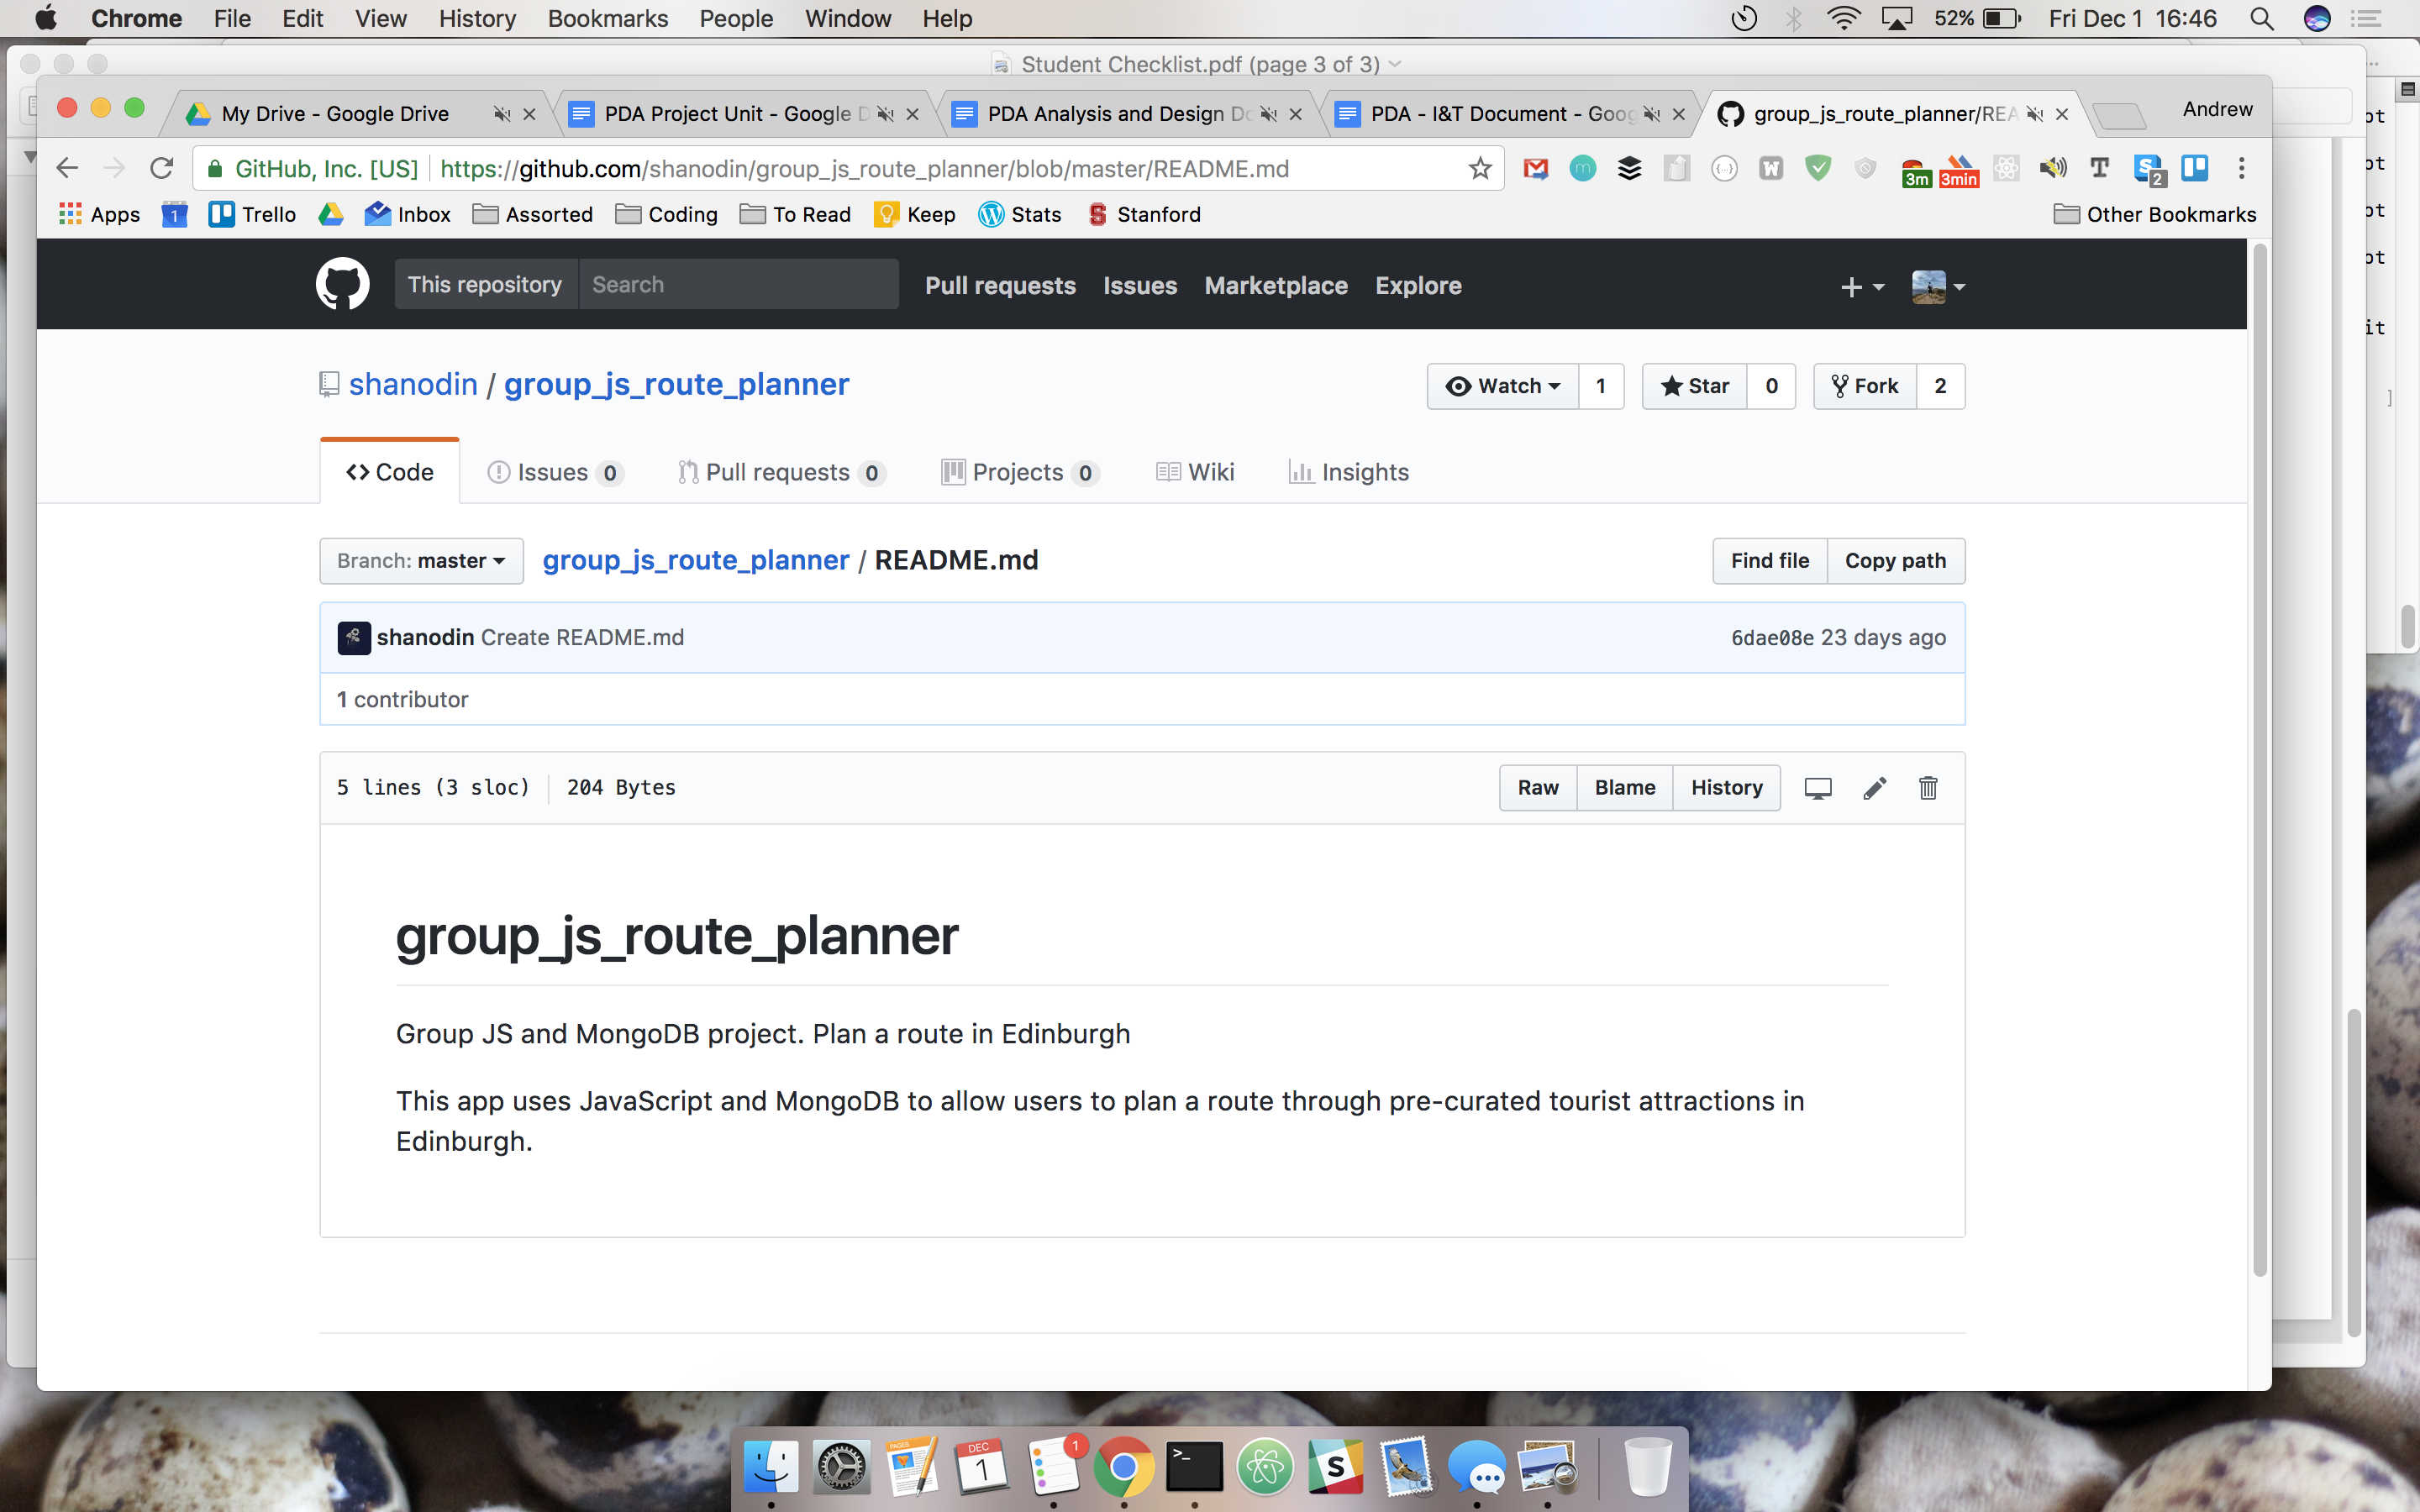 Chrome File Edit View History Bookmarks People Window Help 52% Fri Dec 1 16:46
Student Checklist.pdf (page 3 of 3)
My Drive - Google Drive PDA Project Unit - Google D PDA Analysis and Design Do PDA - I&T Document - Goog group_js_route_planner/REA Andrew
GitHub, Inc. [US] https://github.com/shanodin/group_js_route_planner/blob/master/README.md 3m 3min 2
Apps 1 Trello Inbox Assorted Coding To Read Keep Stats Stanford Other Bookmarks
This repository Search Pull requests Issues Marketplace Explore
shanodin / group_js_route_planner Watch 1 Star 0 Fork 2
Code Issues 0 Pull requests 0 Projects 0 Wiki Insights
Branch: master group_js_route_planner / README.md Find file Copy path
shanodin Create README.md 6dae08e 23 days ago
1 contributor
5 lines (3 sloc) 204 Bytes Raw Blame History
group_js_route_planner
Group JS and MongoDB project. Plan a route in Edinburgh
This app uses JavaScript and MongoDB to allow users to plan a route through pre-curated tourist attractions in
Edinburgh.
PAGES DEC 1 1 >_ S